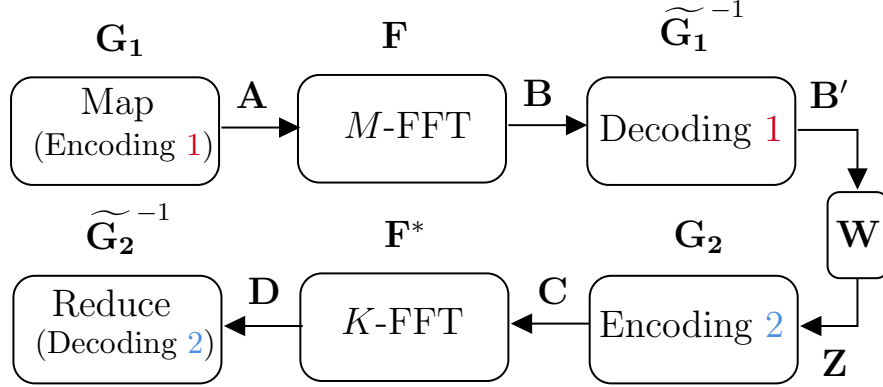 G₁ F G̃₁⁻¹
Map
(Encoding 1)
A
M-FFT
B
Decoding 1
B′
W
G̃₂⁻¹ F* G₂
Reduce
(Decoding 2)
D
K-FFT
C
Encoding 2
Z